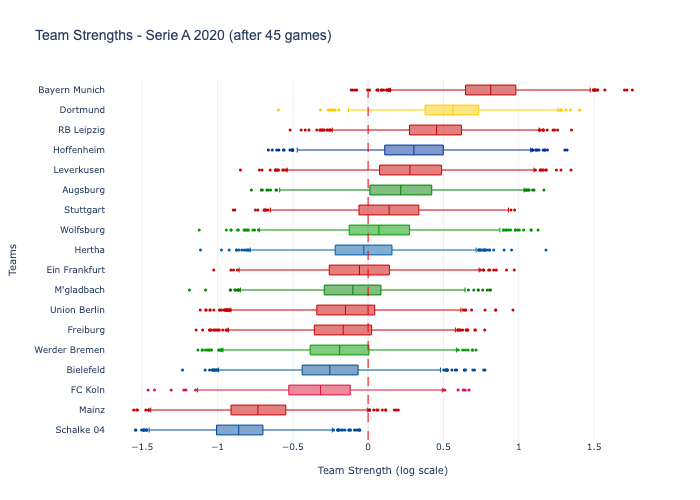 Team Strengths - Serie A 2020 (after 45 games)
Bayern Munich
Dortmund
RB Leipzig
Hoffenheim
Leverkusen
Augsburg
Stuttgart
Wolfsburg
Hertha
Ein Frankfurt
M'gladbach
Union Berlin
Freiburg
Werder Bremen
Bielefeld
FC Koln
Mainz
Schalke 04
Teams
−1.5 −1 −0.5 0 0.5 1 1.5
Team Strength (log scale)